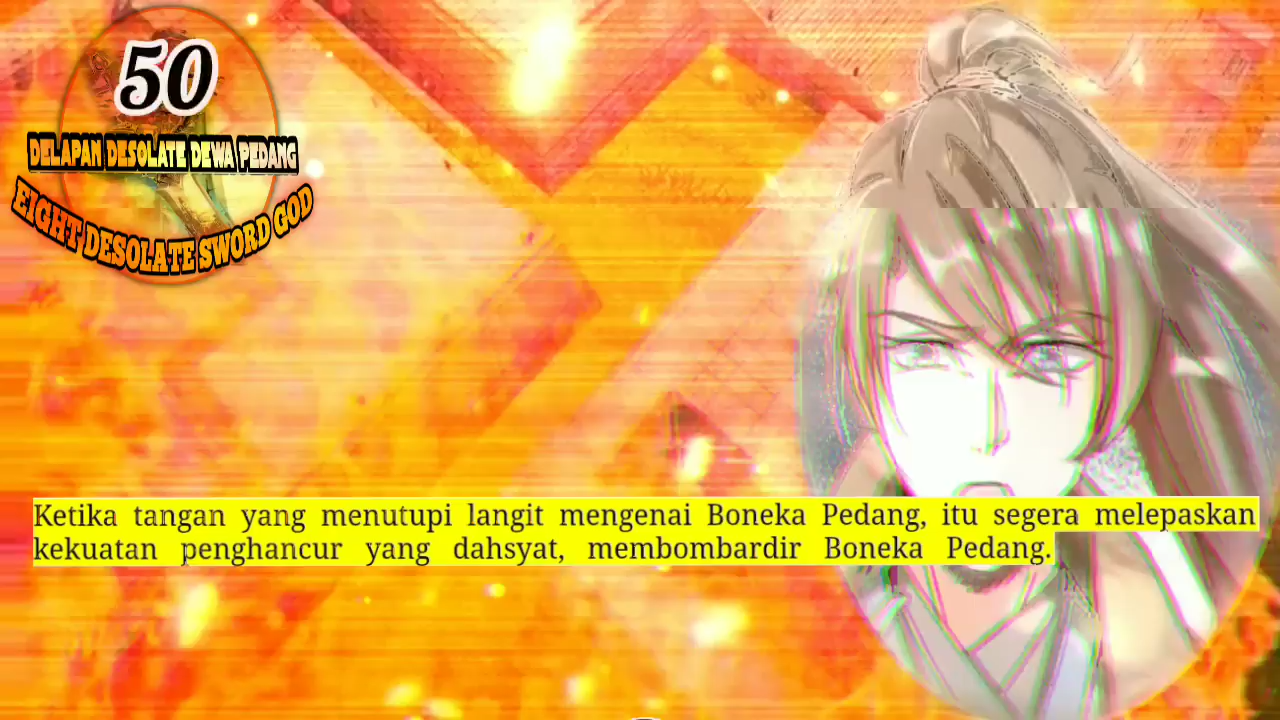 50
DELAPAN DESOLATE DEWA PEDANG
EIGHT DESOLATE SWORD GOD
Ketika tangan yang menutupi langit mengenai Boneka Pedang, itu segera melepaskan
kekuatan penghancur yang dahsyat, membombardir Boneka Pedang.